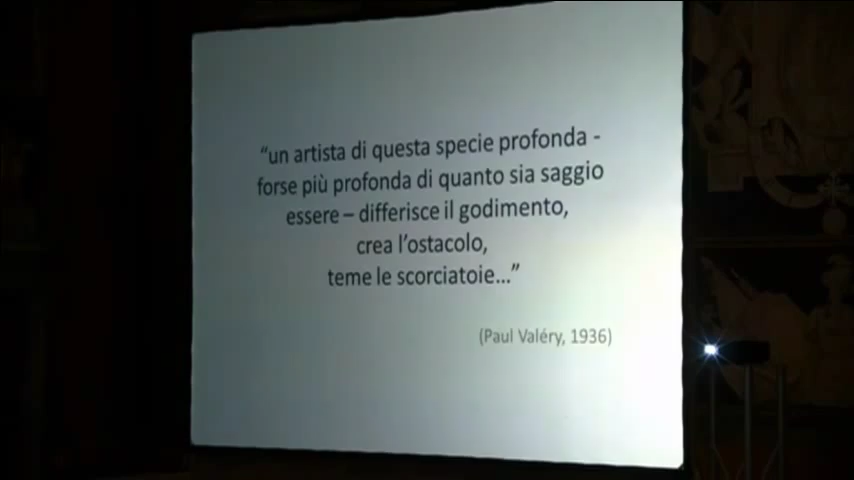 “un artista di questa specie profonda -
forse più profonda di quanto sia saggio
essere – differisce il godimento,
crea l’ostacolo,
teme le scorciatoie...”
(Paul Valéry, 1936)